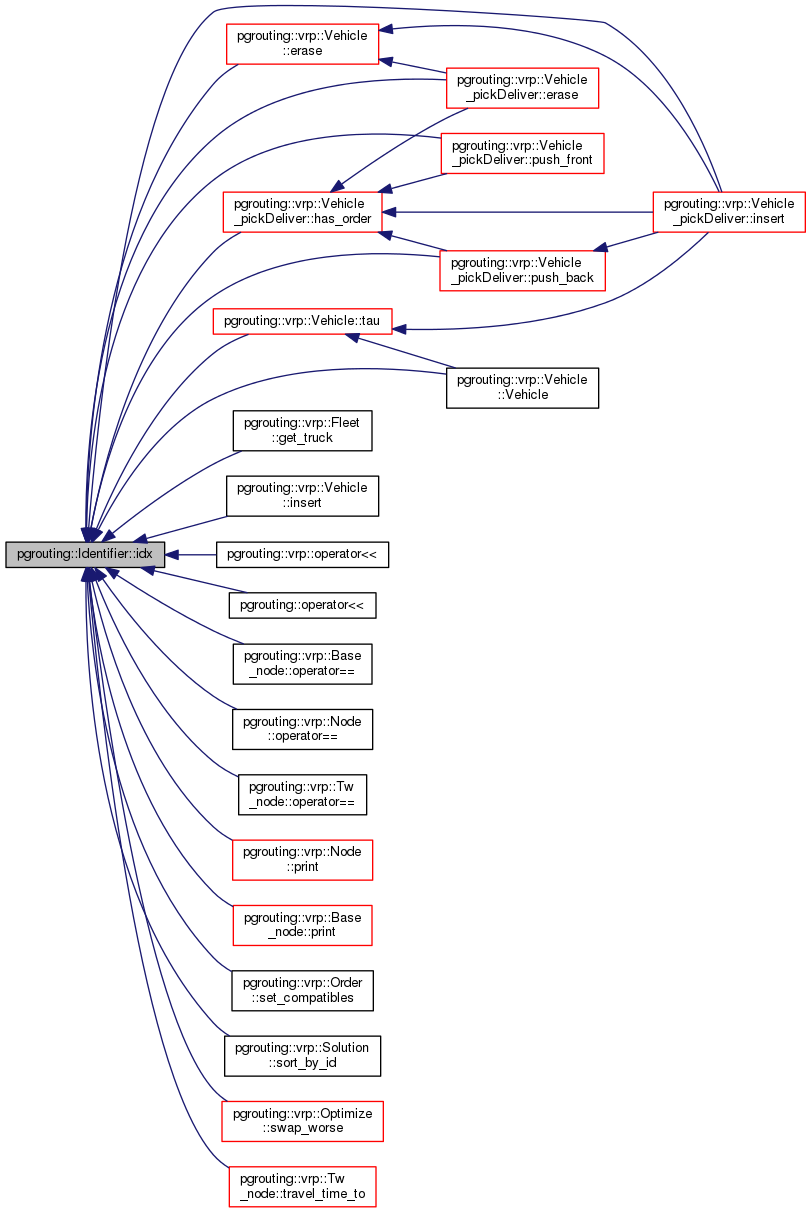 pgrouting::vrp::Vehicle
::erase
pgrouting::vrp::Vehicle
_pickDeliver::erase
pgrouting::vrp::Vehicle
_pickDeliver::push_front
pgrouting::vrp::Vehicle
_pickDeliver::has_order
pgrouting::vrp::Vehicle
_pickDeliver::insert
pgrouting::vrp::Vehicle
_pickDeliver::push_back
pgrouting::vrp::Vehicle::tau
pgrouting::vrp::Vehicle
::Vehicle
pgrouting::vrp::Fleet
::get_truck
pgrouting::vrp::Vehicle
::insert
pgrouting::Identifier::idx
pgrouting::vrp::operator<<
pgrouting::operator<<
pgrouting::vrp::Base
_node::operator==
pgrouting::vrp::Node
::operator==
pgrouting::vrp::Tw
_node::operator==
pgrouting::vrp::Node
::print
pgrouting::vrp::Base
_node::print
pgrouting::vrp::Order
::set_compatibles
pgrouting::vrp::Solution
::sort_by_id
pgrouting::vrp::Optimize
::swap_worse
pgrouting::vrp::Tw
_node::travel_time_to